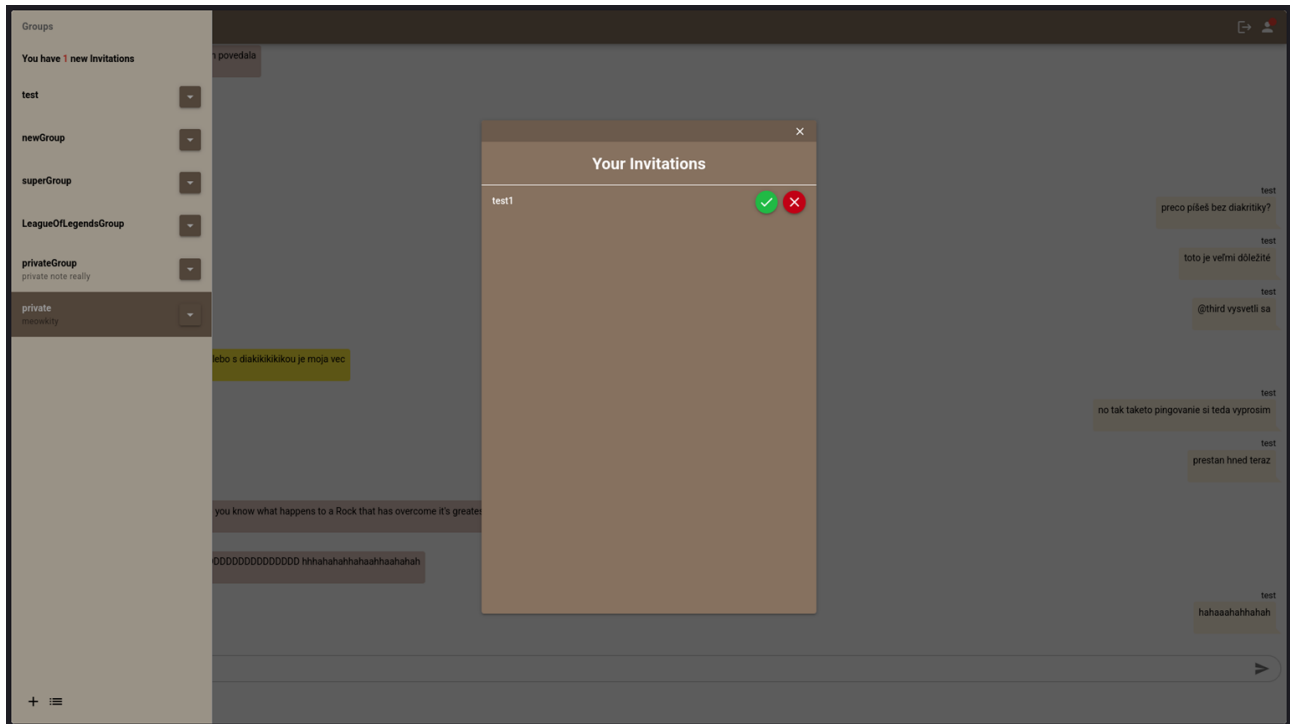 Groups
You have 1 new Invitations
test
newGroup
superGroup
LeagueOfLegendsGroup
privateGroup
private note really
private
meowkity
povedala
lebo s diakikikikikou je moja vec
you know what happens to a Rock that has overcome it's
hhhahahahhahaahhaahahah
Your Invitations
test1
test
preco píšeš bez diakritiky?
test
toto je veľmi dôležité
test
@third vysvetli sa
test
no tak taketo pingovanie si teda vyprosim
test
prestan hned teraz
test
hahaaahahhahah